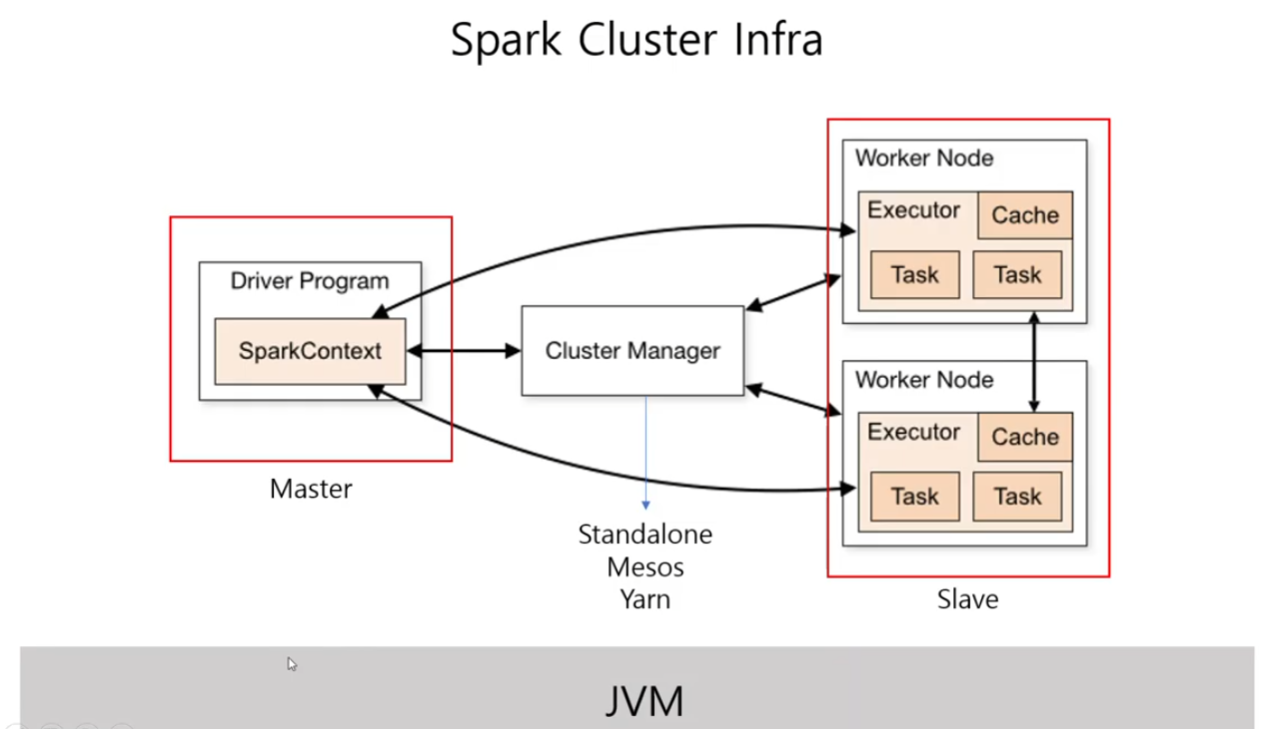 Spark Cluster Infra
Driver Program
SparkContext
Master
Cluster Manager
Standalone
Mesos
Yarn
Worker Node
Executor
Cache
Task
Task
Worker Node
Executor
Cache
Task
Task
Slave
JVM